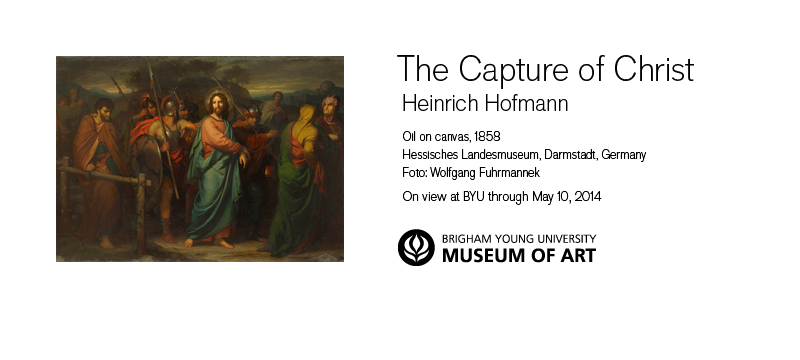 The Capture of Christ
Heinrich Hofmann
Oil on canvas, 1858
Hessisches Landesmuseum, Darmstadt, Germany
Foto: Wolfgang Fuhrmannek
On view at BYU through May 10, 2014
BRIGHAM YOUNG UNIVERSITY
MUSEUM OF ART